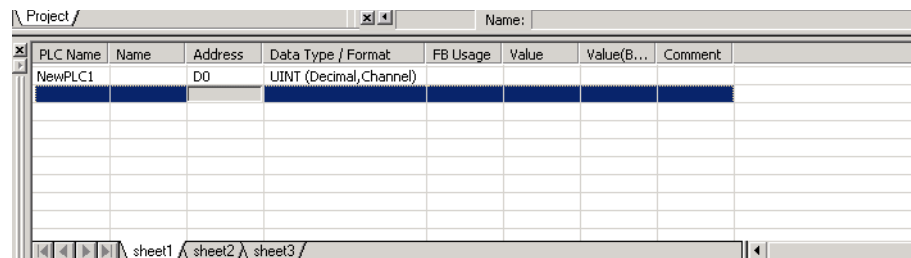 Project
Name:
PLC Name Name Address Data Type / Format FB Usage Value Value(B... Comment
NewPLC1 D0 UINT (Decimal,Channel)
sheet1 sheet2 sheet3